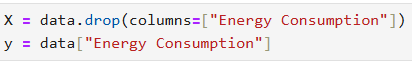 X = data.drop(columns=["Energy Consumption"])
y = data["Energy Consumption"]